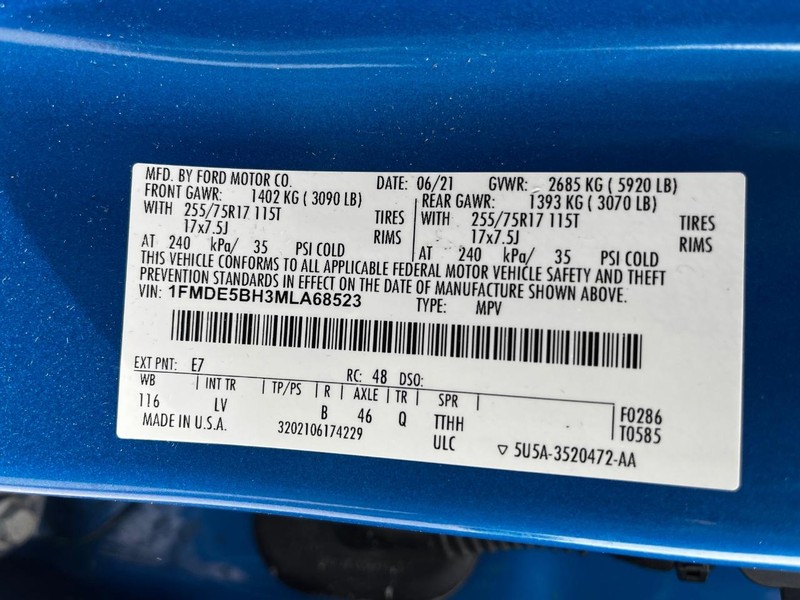 MFD. BY FORD MOTOR CO. DATE: 06/21 GVWR: 2685 KG ( 5920 LB)
FRONT GAWR: 1402 KG ( 3090 LB) REAR GAWR: 1393 KG ( 3070 LB)
WITH 255/75R17 115T TIRES WITH 255/75R17 115T TIRES
17x7.5J RIMS 17x7.5J RIMS
AT 240 kPa/ 35 PSI COLD AT 240 kPa/ 35 PSI COLD
THIS VEHICLE CONFORMS TO ALL APPLICABLE FEDERAL MOTOR VEHICLE SAFETY AND THEFT
PREVENTION STANDARDS IN EFFECT ON THE DATE OF MANUFACTURE SHOWN ABOVE.
VIN: 1FMDE5BH3MLA68523 TYPE: MPV
EXT PNT: E7 RC: 48 DSO:
WB INT TR TP/PS R AXLE TR SPR
116 LV B 46 Q TTHH F0286
MADE IN U.S.A. 3202106174229 ULC T0585
5U5A-3520472-AA